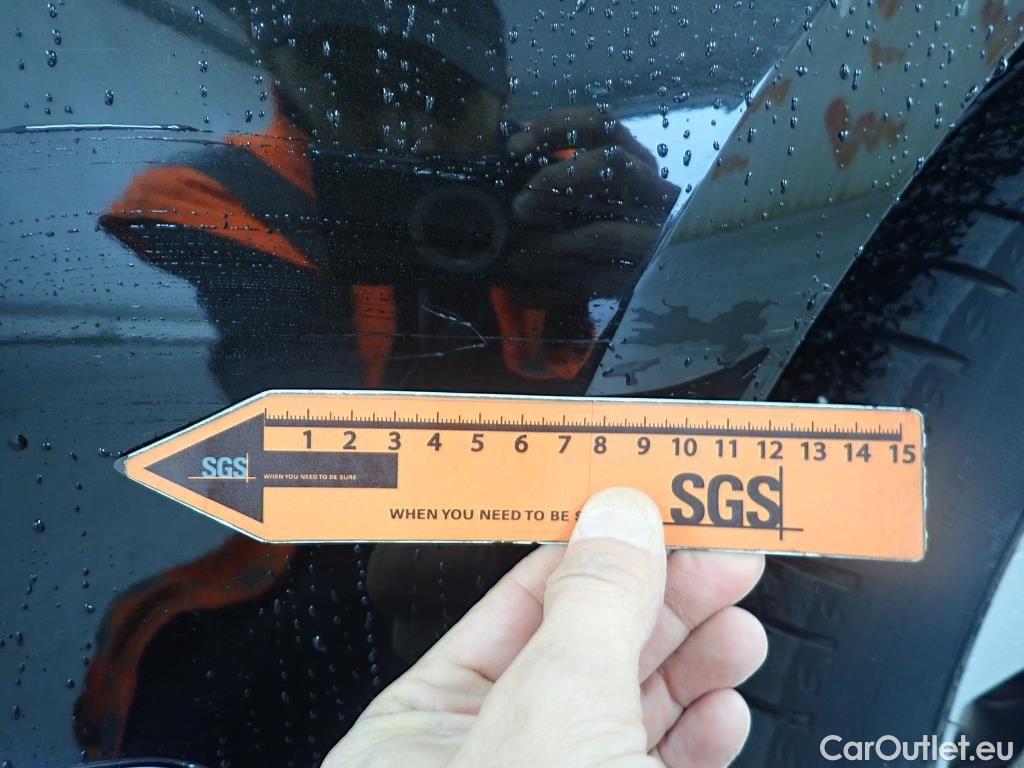 1 2 3 4 5 6 7 8 9 10 11 12 13 14 15
SGS WHEN YOU NEED TO BE SURE
WHEN YOU NEED TO BE S
SGS
CarOutlet.eu